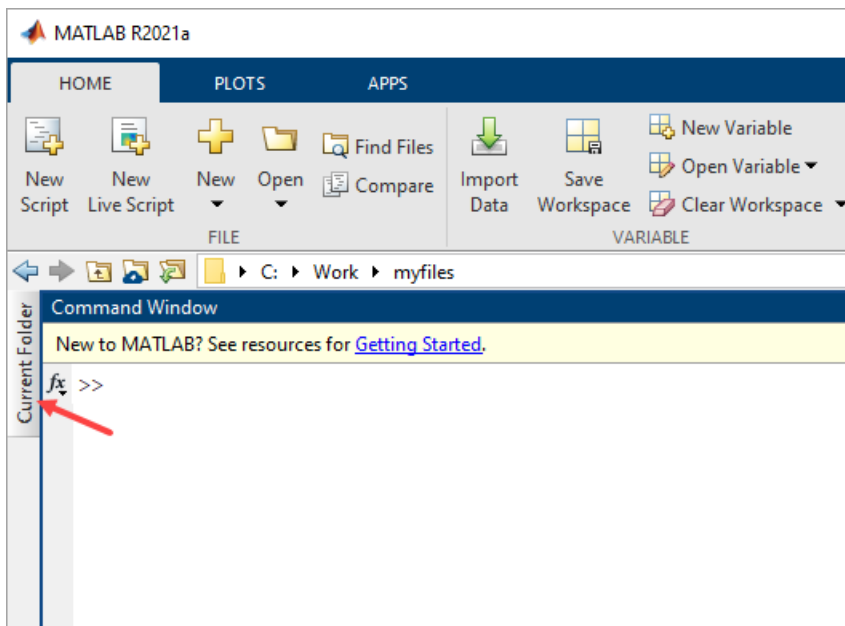 MATLAB R2021a
HOME PLOTS APPS
New Script
New Live Script
New
Open
Find Files
Compare
FILE
Import Data
Save Workspace
New Variable
Open Variable
Clear Workspace
VARIABLE
C: Work myfiles
Current Folder
Command Window
New to MATLAB? See resources for Getting Started.
fx >>